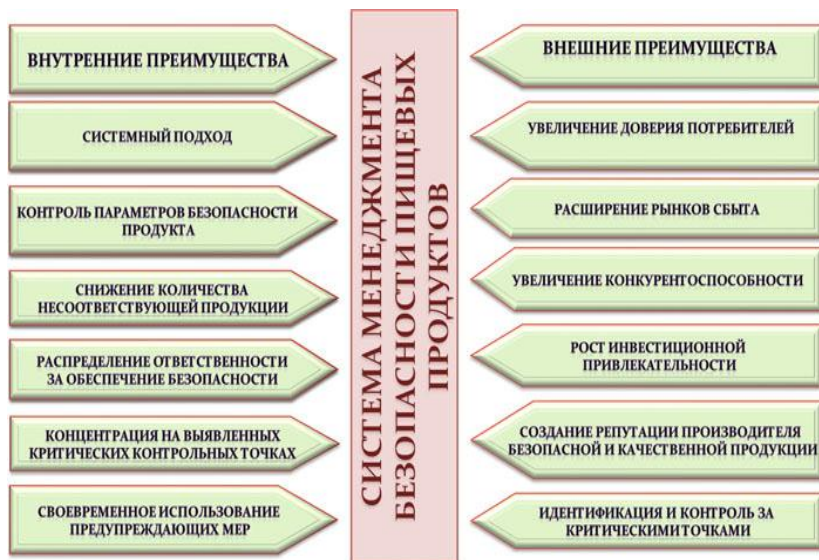 ВНУТРЕННИЕ ПРЕИМУЩЕСТВА
СИСТЕМНЫЙ ПОДХОД
КОНТРОЛЬ ПАРАМЕТРОВ БЕЗОПАСНОСТИ
ПРОДУКТА
СНИЖЕНИЕ КОЛИЧЕСТВА
НЕСООТВЕТСТВУЮЩЕЙ ПРОДУКЦИИ
РАСПРЕДЕЛЕНИЕ ОТВЕТСТВЕННОСТИ
ЗА ОБЕСПЕЧЕНИЕ БЕЗОПАСНОСТИ
КОНЦЕНТРАЦИЯ НА ВЫЯВЛЕННЫХ
КРИТИЧЕСКИХ КОНТРОЛЬНЫХ ТОЧКАХ
СВОЕВРЕМЕННОЕ ИСПОЛЬЗОВАНИЕ
ПРЕДУПРЕЖДАЮЩИХ МЕР
СИСТЕМА МЕНЕДЖМЕНТА
БЕЗОПАСНОСТИ ПИЩЕВЫХ
ПРОДУКТОВ
ВНЕШНИЕ ПРЕИМУЩЕСТВА
УВЕЛИЧЕНИЕ ДОВЕРИЯ ПОТРЕБИТЕЛЕЙ
РАСШИРЕНИЕ РЫНКОВ СБЫТА
УВЕЛИЧЕНИЕ КОНКУРЕНТОСПОСОБНОСТИ
РОСТ ИНВЕСТИЦИОННОЙ
ПРИВЛЕКАТЕЛЬНОСТИ
СОЗДАНИЕ РЕПУТАЦИИ ПРОИЗВОДИТЕЛЯ
БЕЗОПАСНОЙ И КАЧЕСТВЕННОЙ ПРОДУКЦИИ
ИДЕНТИФИКАЦИЯ И КОНТРОЛЬ ЗА
КРИТИЧЕСКИМИ ТОЧКАМИ